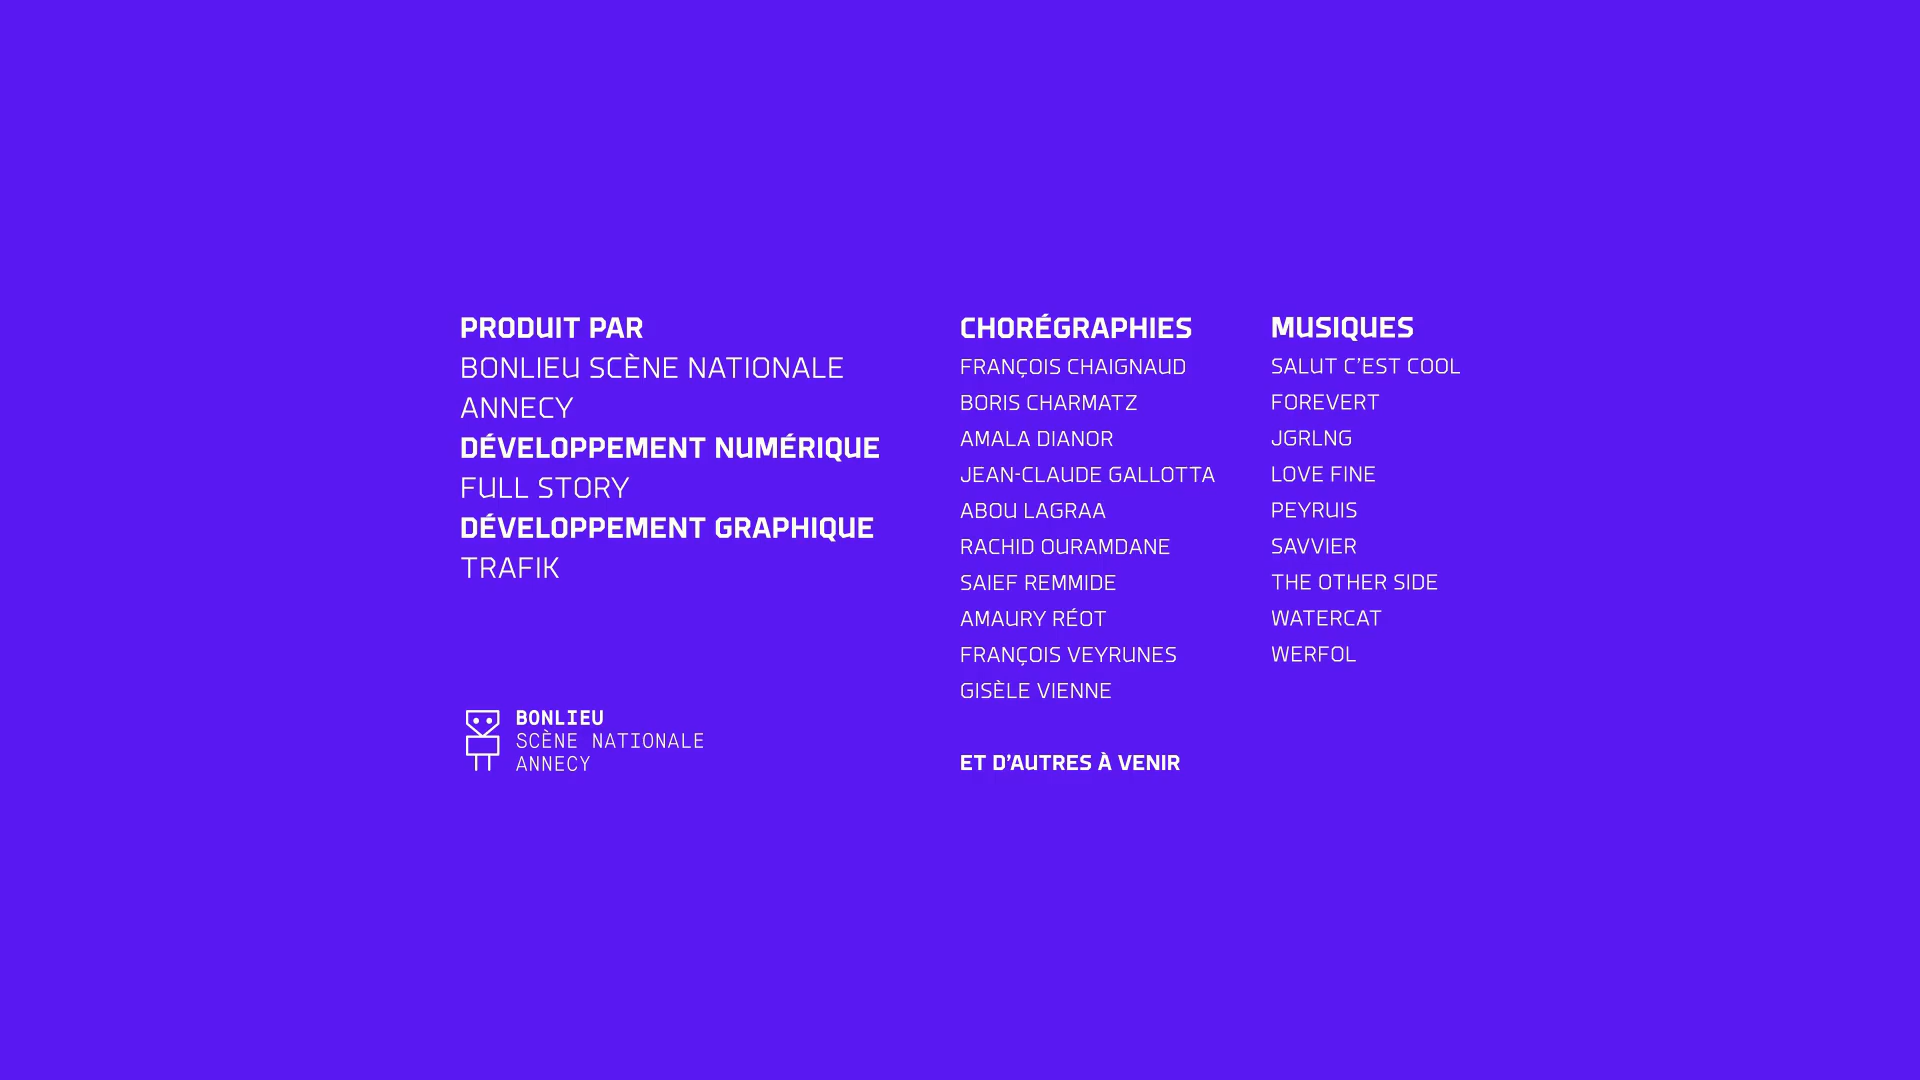 PRODUIT PAR
BONLIEU SCÈNE NATIONALE
ANNECY
DÉVELOPPEMENT NUMÉRIQUE
FULL STORY
DÉVELOPPEMENT GRAPHIQUE
TRAFIK
BONLIEU
SCÈNE NATIONALE
ANNECY
CHORÉGRAPHIES
FRANÇOIS CHAIGNAUD
BORIS CHARMATZ
AMALA DIANOR
JEAN-CLAUDE GALLOTTA
ABOU LAGRAA
RACHID OURAMDANE
SAIEF REMMIDE
AMAURY RÉOT
FRANÇOIS VEYRUNES
GISÈLE VIENNE
ET D’AUTRES À VENIR
MUSIQUES
SALUT C’EST COOL
FOREVERT
JGRLNG
LOVE FINE
PEYRUIS
SAVVIER
THE OTHER SIDE
WATERCAT
WERFOL